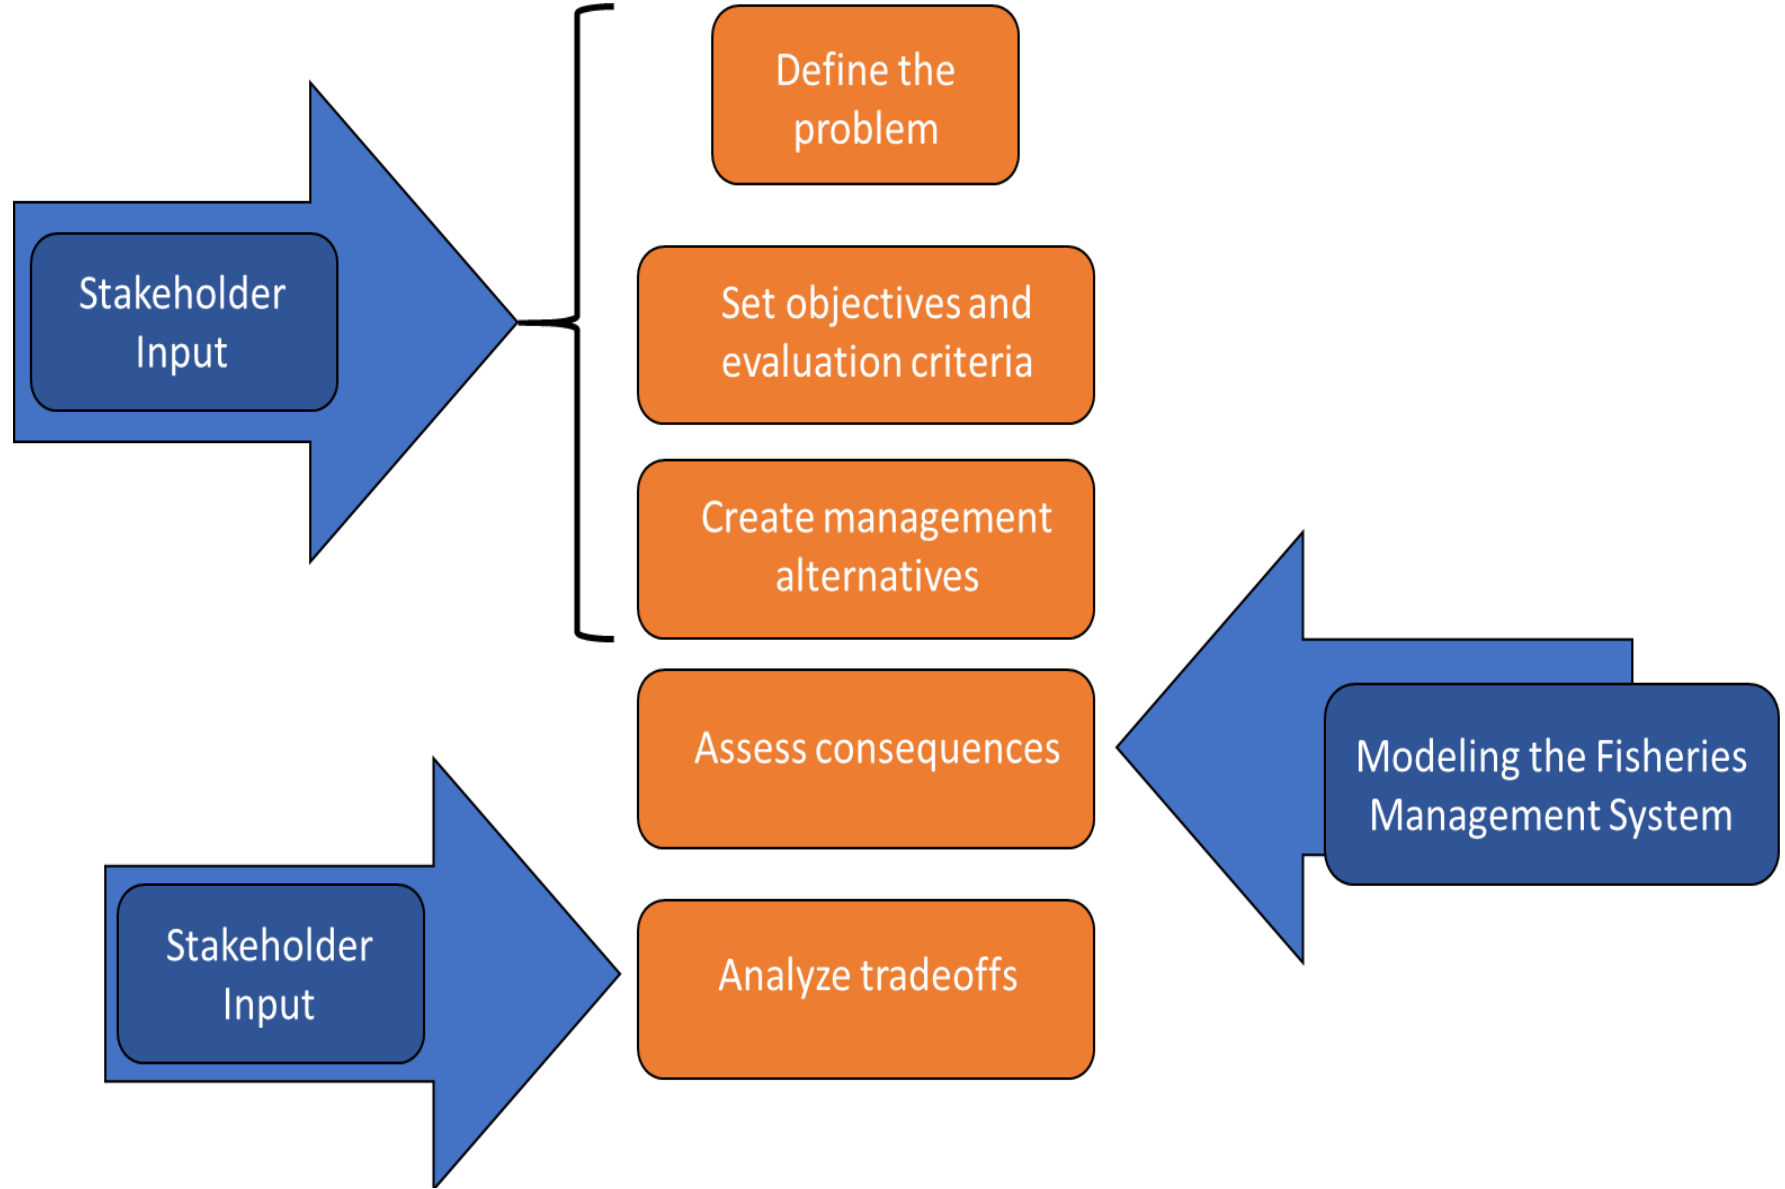 Define the
problem
Stakeholder
Input
Set objectives and
evaluation criteria
Create management
alternatives
Assess consequences
Modeling the Fisheries
Management System
Stakeholder
Input
Analyze tradeoffs